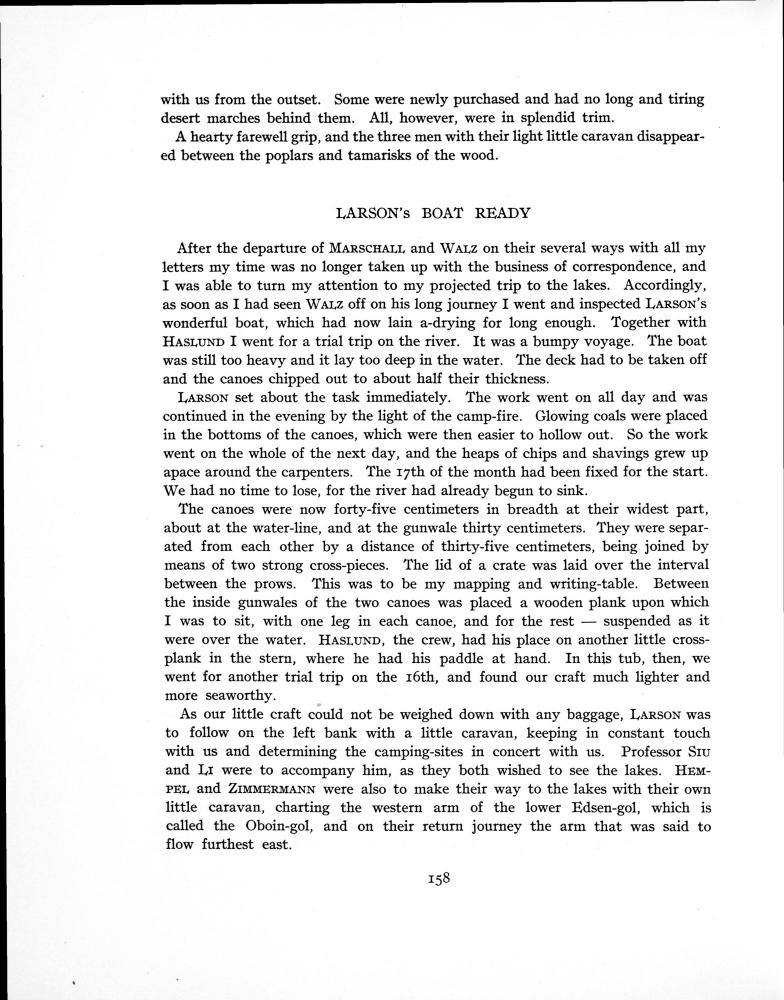 with us from the outset. Some were newly purchased and had no long and tiring
desert marches behind them. All, however, were in splendid trim.
A hearty farewell grip, and the three men with their light little caravan disappear-
ed between the poplars and tamarisks of the wood.
LARSON's BOAT READY
After the departure of MARSCHALL and WALZ on their several ways with all my
letters my time was no longer taken up with the business of correspondence, and
I was able to turn my attention to my projected trip to the lakes. Accordingly,
as soon as I had seen WALZ off on his long journey I went and inspected LARSON's
wonderful boat, which had now lain a-drying for long enough. Together with
HASLUND I went for a trial trip on the river. It was a bumpy voyage. The boat
was still too heavy and it lay too deep in the water. The deck had to be taken off
and the canoes chipped out to about half their thickness.
LARSON set about the task immediately. The work went on all day and was
continued in the evening by the light of the camp-fire. Glowing coals were placed
in the bottoms of the canoes, which were then easier to hollow out. So the work
went on the whole of the next day, and the heaps of chips and shavings grew up
apace around the carpenters. The 17th of the month had been fixed for the start.
We had no time to lose, for the river had already begun to sink.
The canoes were now forty-five centimeters in breadth at their widest part,
about at the water-line, and at the gunwale thirty centimeters. They were separ-
ated from each other by a distance of thirty-five centimeters, being joined by
means of two strong cross-pieces. The lid of a crate was laid over the interval
between the prows. This was to be my mapping and writing-table. Between
the inside gunwales of the two canoes was placed a wooden plank upon which
I was to sit, with one leg in each canoe, and for the rest — suspended as it
were over the water. HASLUND, the crew, had his place on another little cross-
plank in the stern, where he had his paddle at hand. In this tub, then, we
went for another trial trip on the 16th, and found our craft much lighter and
more seaworthy.
As our little craft could not be weighed down with any baggage, LARSON was
to follow on the left bank with a little caravan, keeping in constant touch
with us and determining the camping-sites in concert with us. Professor SIU
and LI were to accompany him, as they both wished to see the lakes. HEM-
PEL and ZIMMERMANN were also to make their way to the lakes with their own
little caravan, charting the western arm of the lower Edsen-gol, which is
called the Oboin-gol, and on their return journey the arm that was said to
flow furthest east.
158